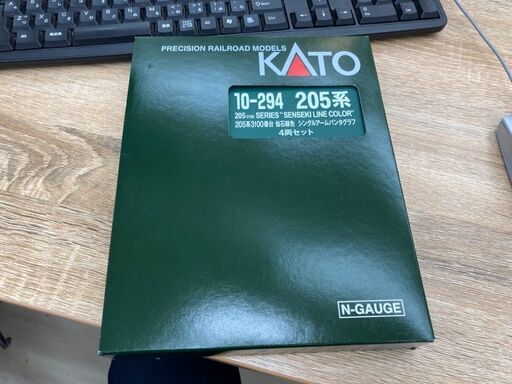 PRECISION RAILROAD MODELS
KATO
10-294 205系
205-3100 SERIES "SENSEKI LINE COLOR"
205系3100番台 仙石線色 シングルアームパンタグラフ
4両セット
N-GAUGE